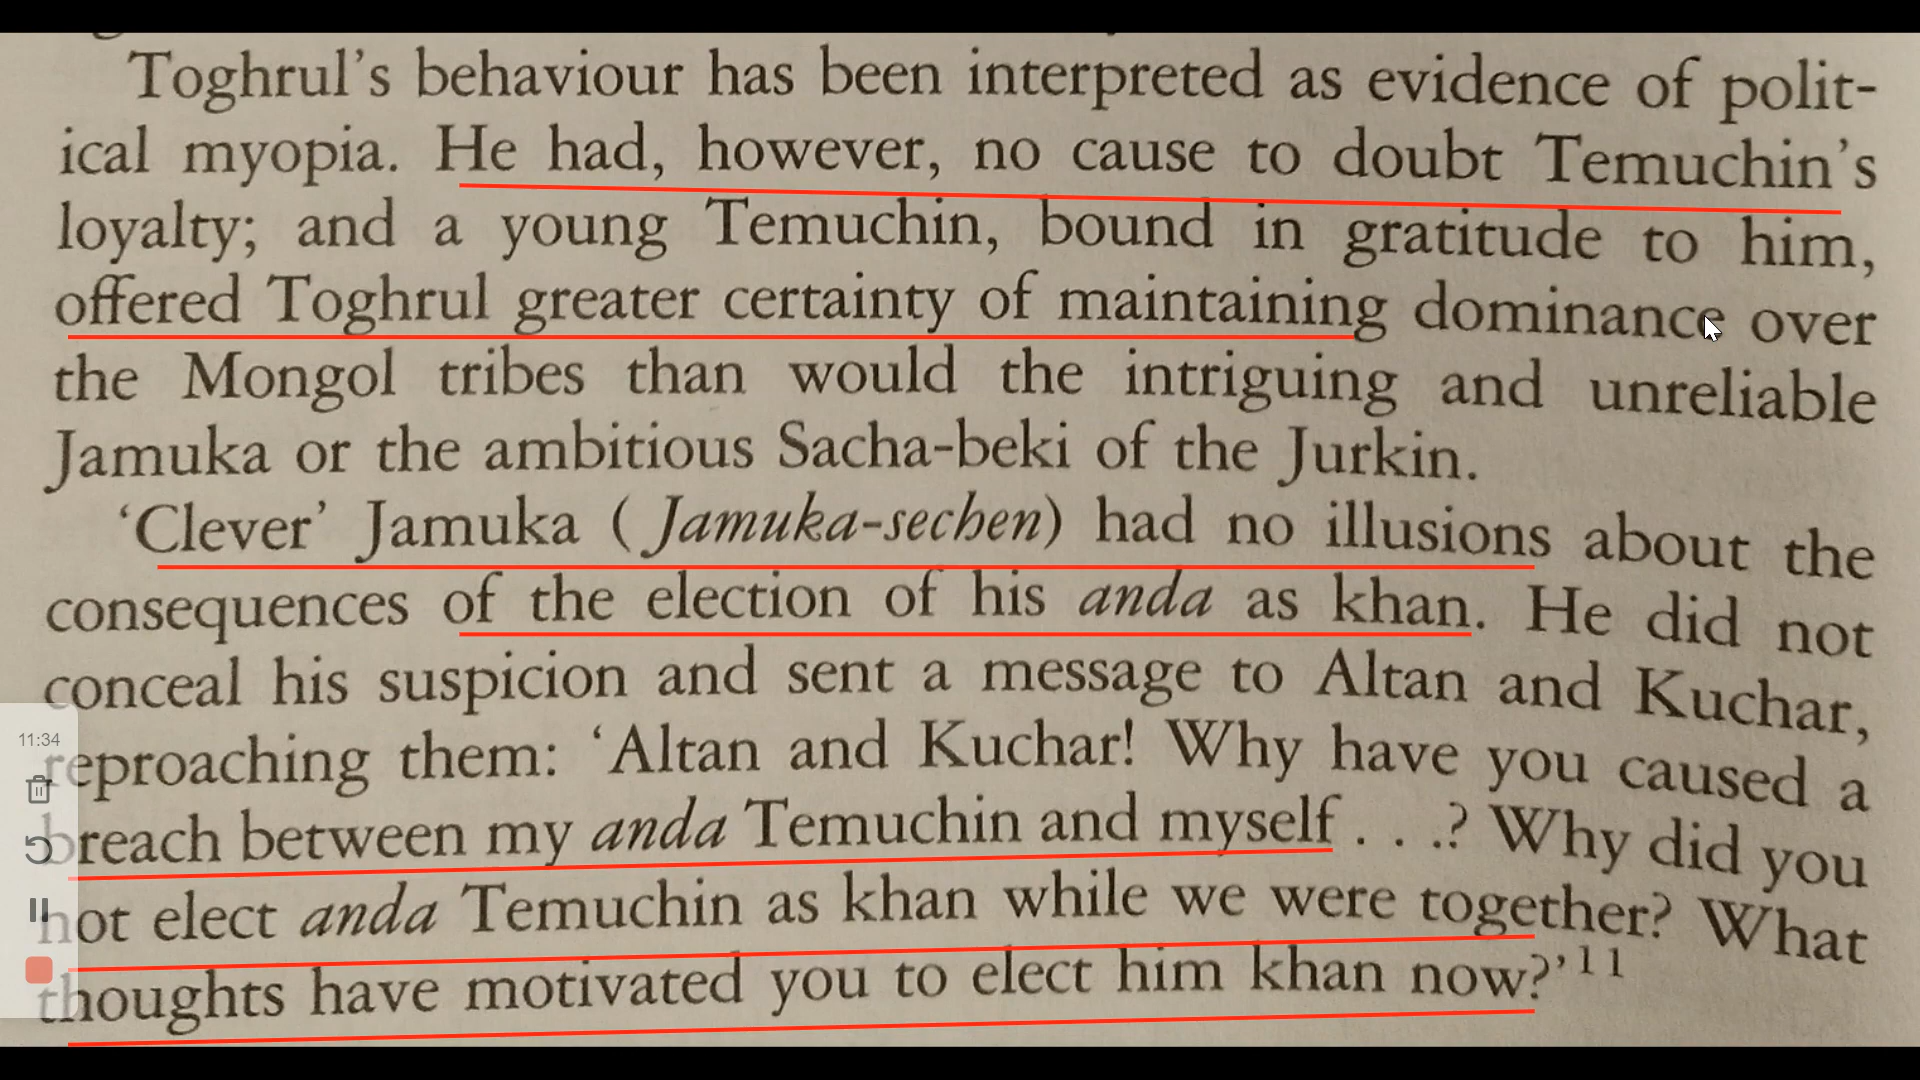 Toghrul's behaviour has been interpreted as evidence of polit-
ical myopia. He had, however, no cause to doubt Temuchin's
loyalty; and a young Temuchin, bound in gratitude to him,
offered Toghrul greater certainty of maintaining dominance over
the Mongol tribes than would the intriguing and unreliable
Jamuka or the ambitious Sacha-beki of the Jurkin.
‘Clever’ Jamuka (Jamuka-sechen) had no illusions about the
consequences of the election of his anda as khan. He did not
conceal his suspicion and sent a message to Altan and Kuchar,
reproaching them: ‘Altan and Kuchar! Why have you caused a
breach between my anda Temuchin and myself . . .? Why did you
not elect anda Temuchin as khan while we were together? What
thoughts have motivated you to elect him khan now?’11
11:34